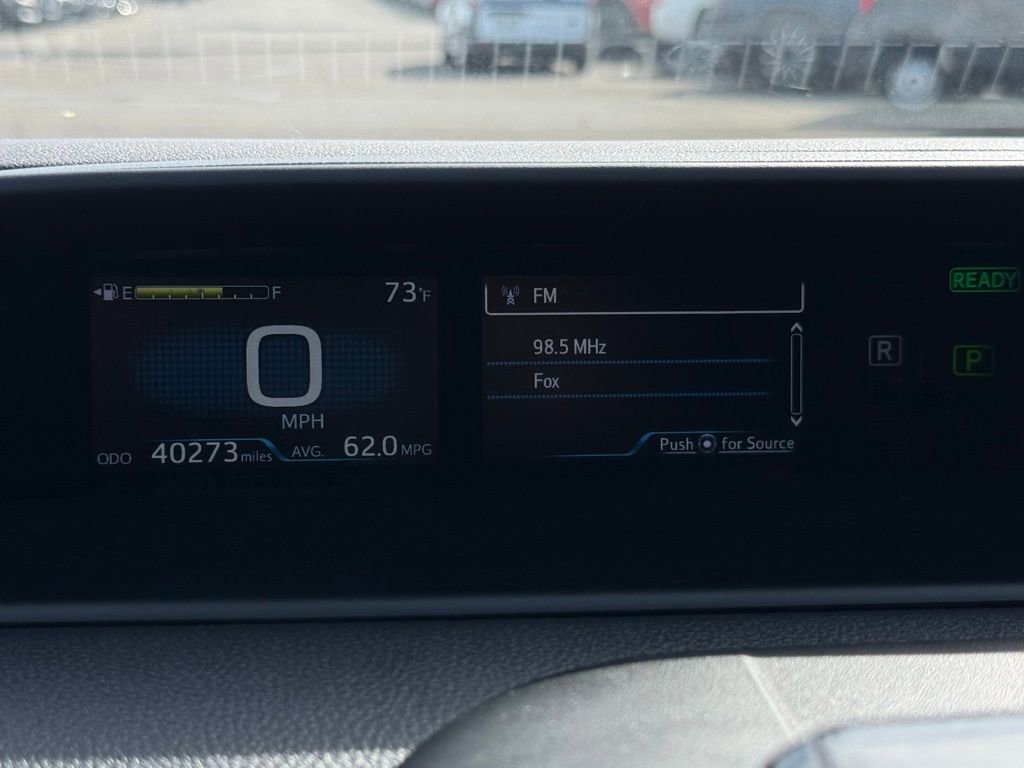 E F 73°F
0
MPH
ODO 40273 miles AVG. 62.0 MPG
FM
98.5 MHz
Fox
Push for Source
READY
R P